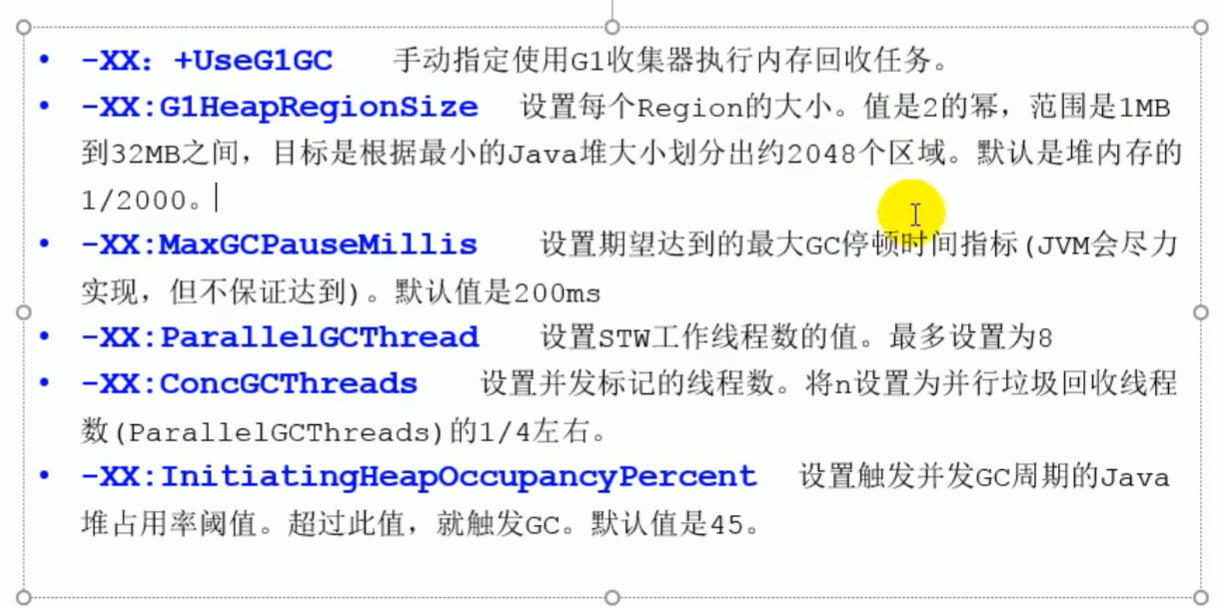 • -XX: +UseG1GC 手动指定使用G1收集器执行内存回收任务。
• -XX:G1HeapRegionSize 设置每个Region的大小。值是2的幂，范围是1MB
到32MB之间，目标是根据最小的Java堆大小划分出约2048个区域。默认是堆内存的
1/2000。
• -XX:MaxGCPauseMillis 设置期望达到的最大GC停顿时间指标(JVM会尽力
实现，但不保证达到)。默认值是200ms
• -XX:ParallelGCThread 设置STW工作线程数的值。最多设置为8
• -XX:ConcGCThreads 设置并发标记的线程数。将n设置为并行垃圾回收线程
数(ParallelGCThreads)的1/4左右。
• -XX:InitiatingHeapOccupancyPercent 设置触发并发GC周期的Java
堆占用率阈值。超过此值，就触发GC。默认值是45。